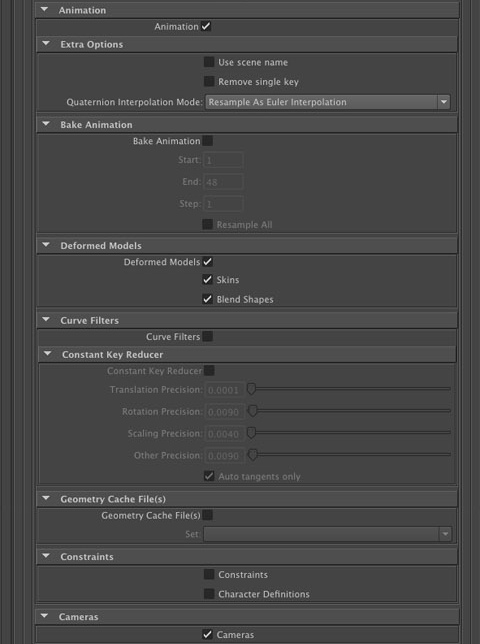 Animation
Animation
Extra Options
Use scene name
Remove single key
Quaternion Interpolation Mode: Resample As Euler Interpolation
Bake Animation
Bake Animation
Start: 1
End: 48
Step: 1
Resample All
Deformed Models
Deformed Models
Skins
Blend Shapes
Curve Filters
Curve Filters
Constant Key Reducer
Constant Key Reducer
Translation Precision: 0.0001
Rotation Precision: 0.0090
Scaling Precision: 0.0040
Other Precision: 0.0090
Auto tangents only
Geometry Cache File(s)
Geometry Cache File(s)
Set:
Constraints
Constraints
Character Definitions
Cameras
Cameras